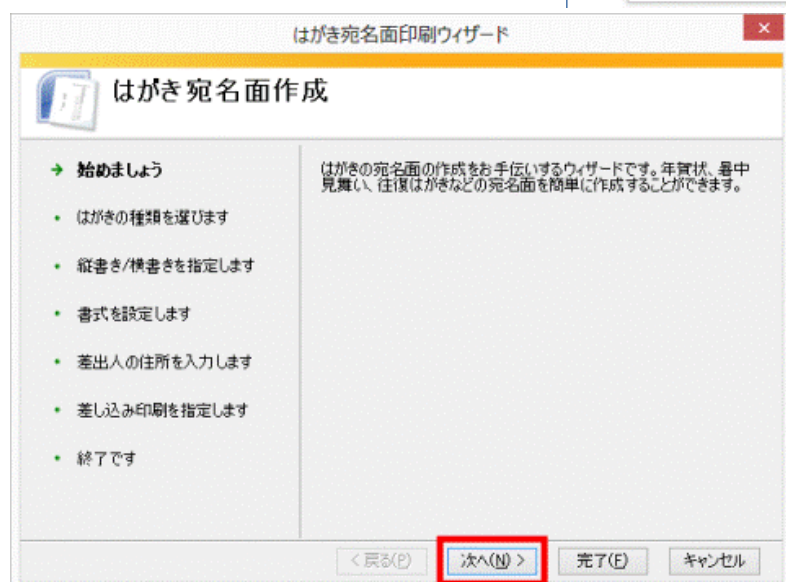 はがき宛名面印刷ウィザード
はがき宛名面作成
始めましょう
はがきの種類を選びます
縦書き/横書きを指定します
書式を設定します
差出人の住所を入力します
差し込み印刷を指定します
終了です
はがきの宛名面の作成をお手伝いするウィザードです。年賀状、暑中
見舞い、往復はがきなどの宛名面を簡単に作成することができます。
< 戻る(P) 次へ(N) > 完了(F) キャンセル